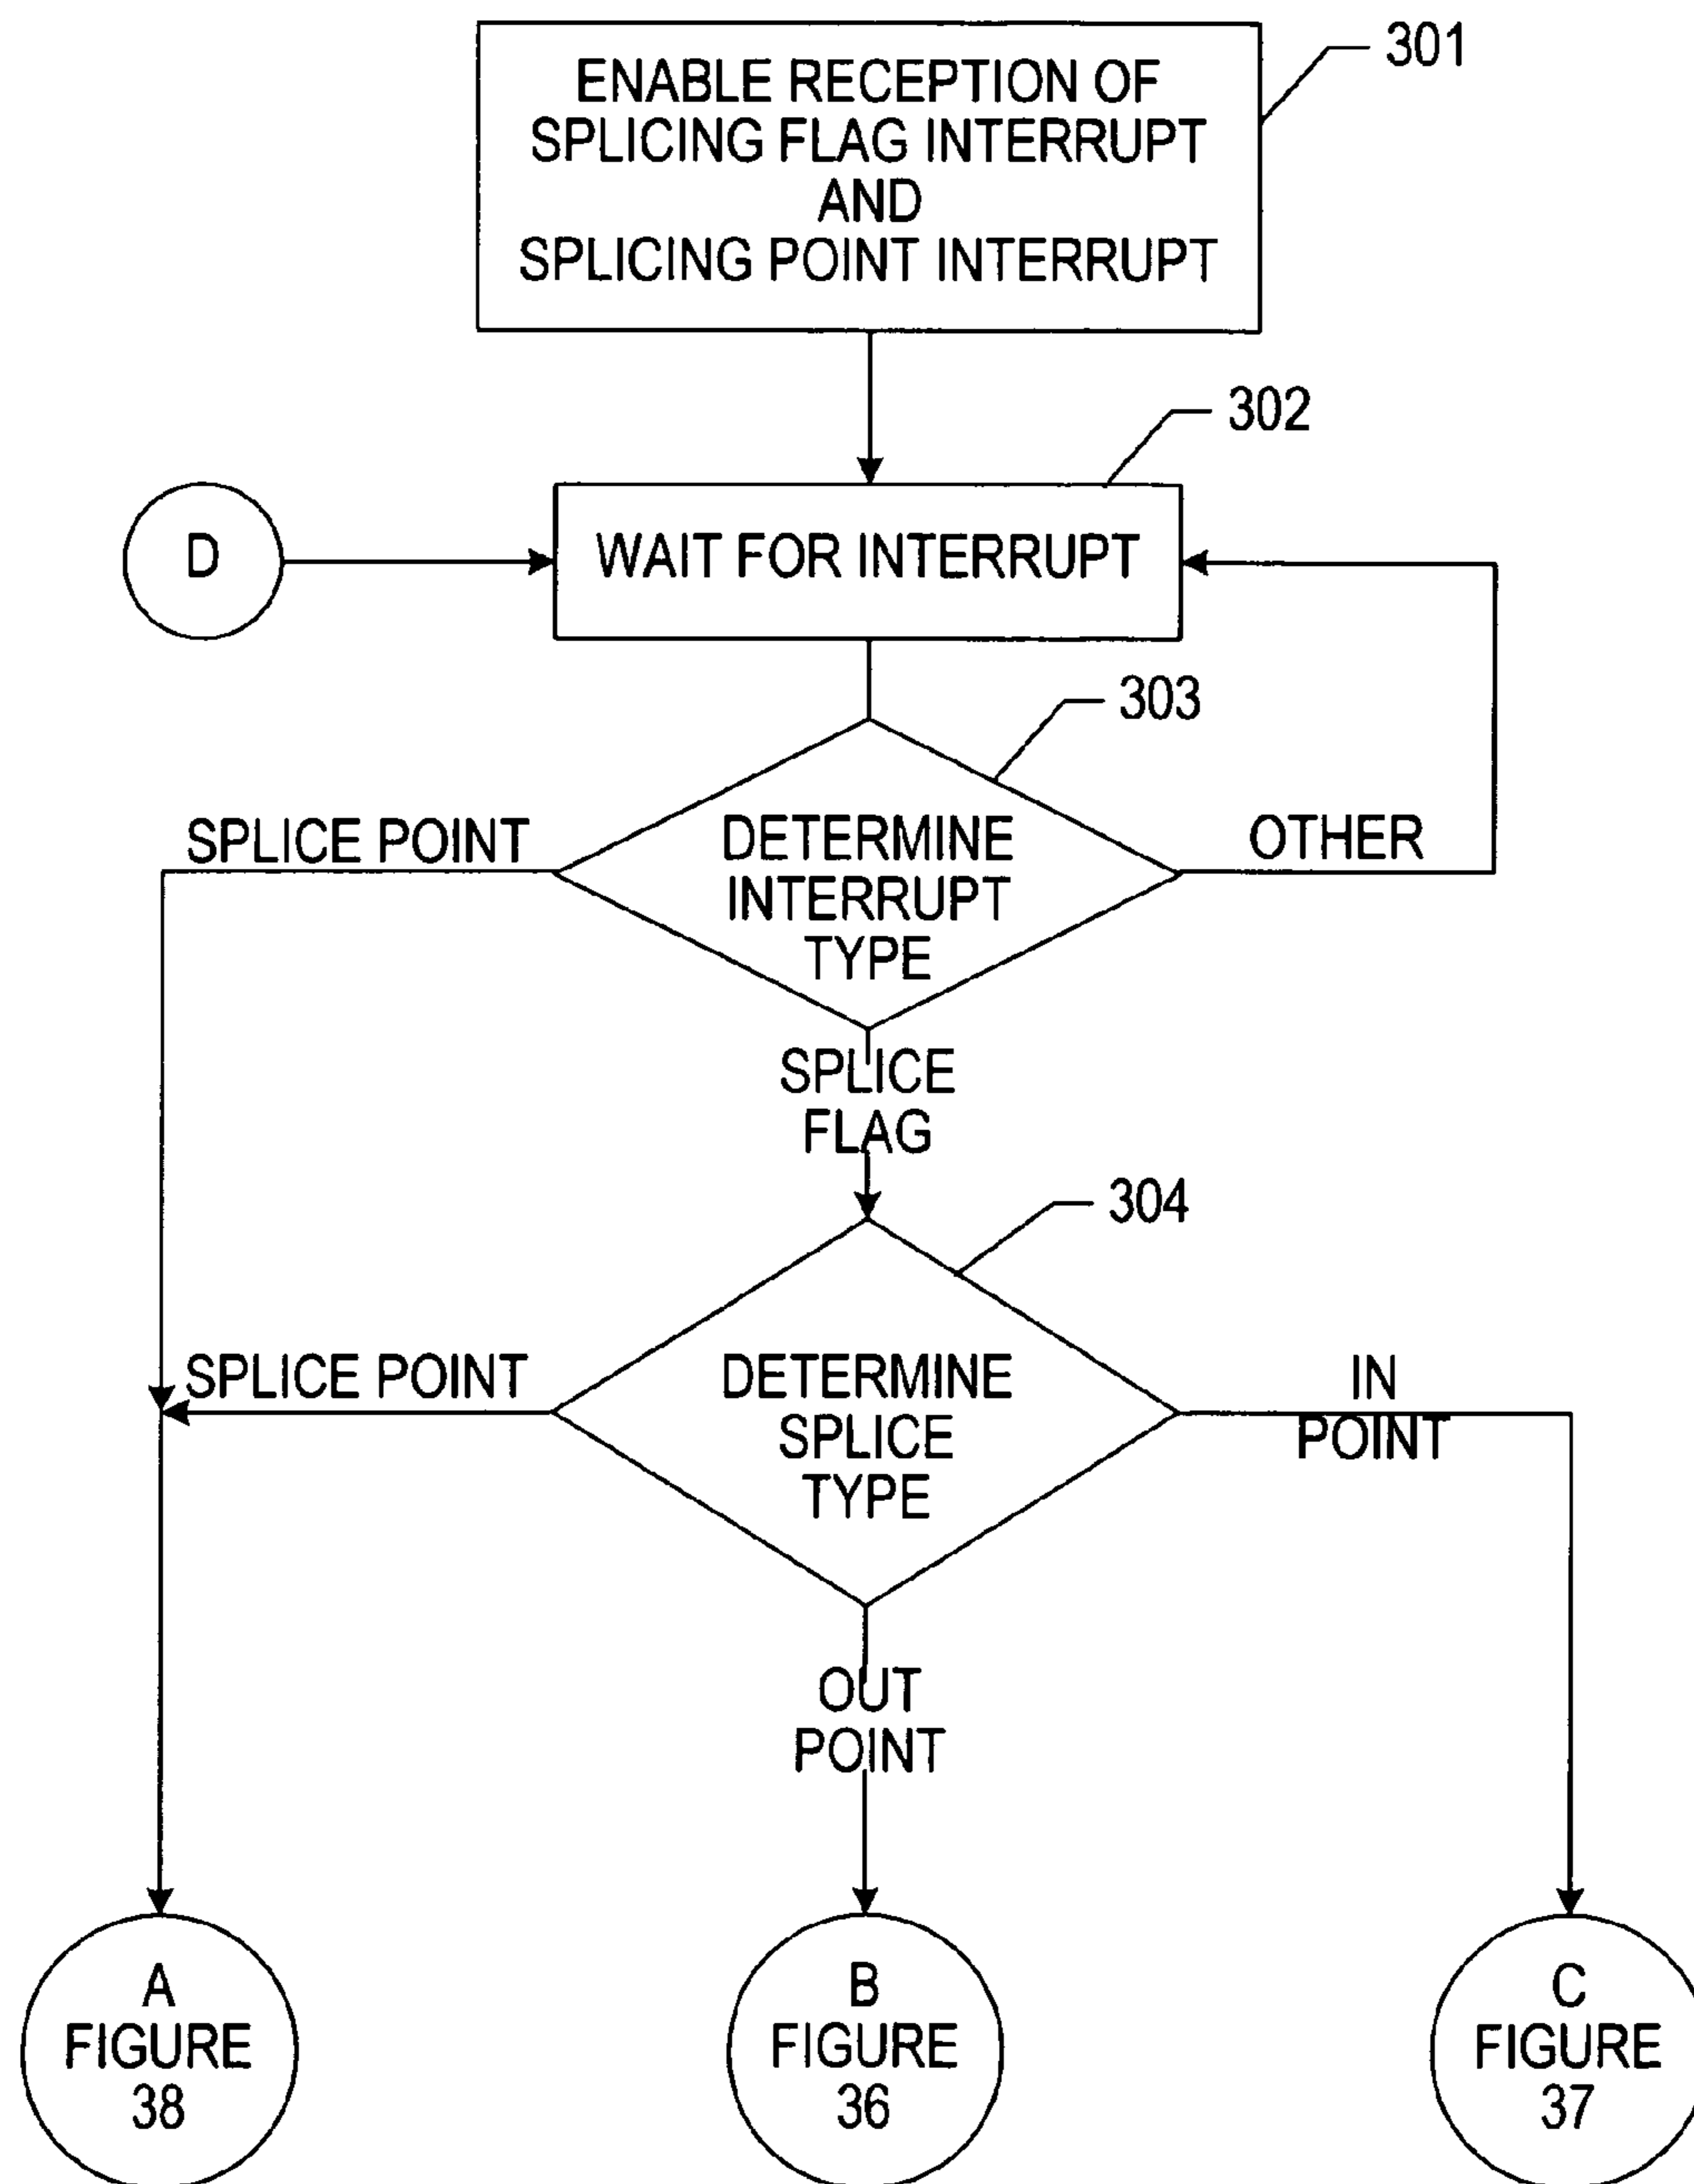 ENABLE RECEPTION OF
SPLICING FLAG INTERRUPT
AND
SPLICING POINT INTERRUPT
301
302
D
WAIT FOR INTERRUPT
303
SPLICE POINT
DETERMINE
INTERRUPT
TYPE
OTHER
SPLICE
FLAG
304
SPLICE POINT
DETERMINE
SPLICE
TYPE
IN
POINT
OUT
POINT
A
FIGURE
38
B
FIGURE
36
C
FIGURE
37